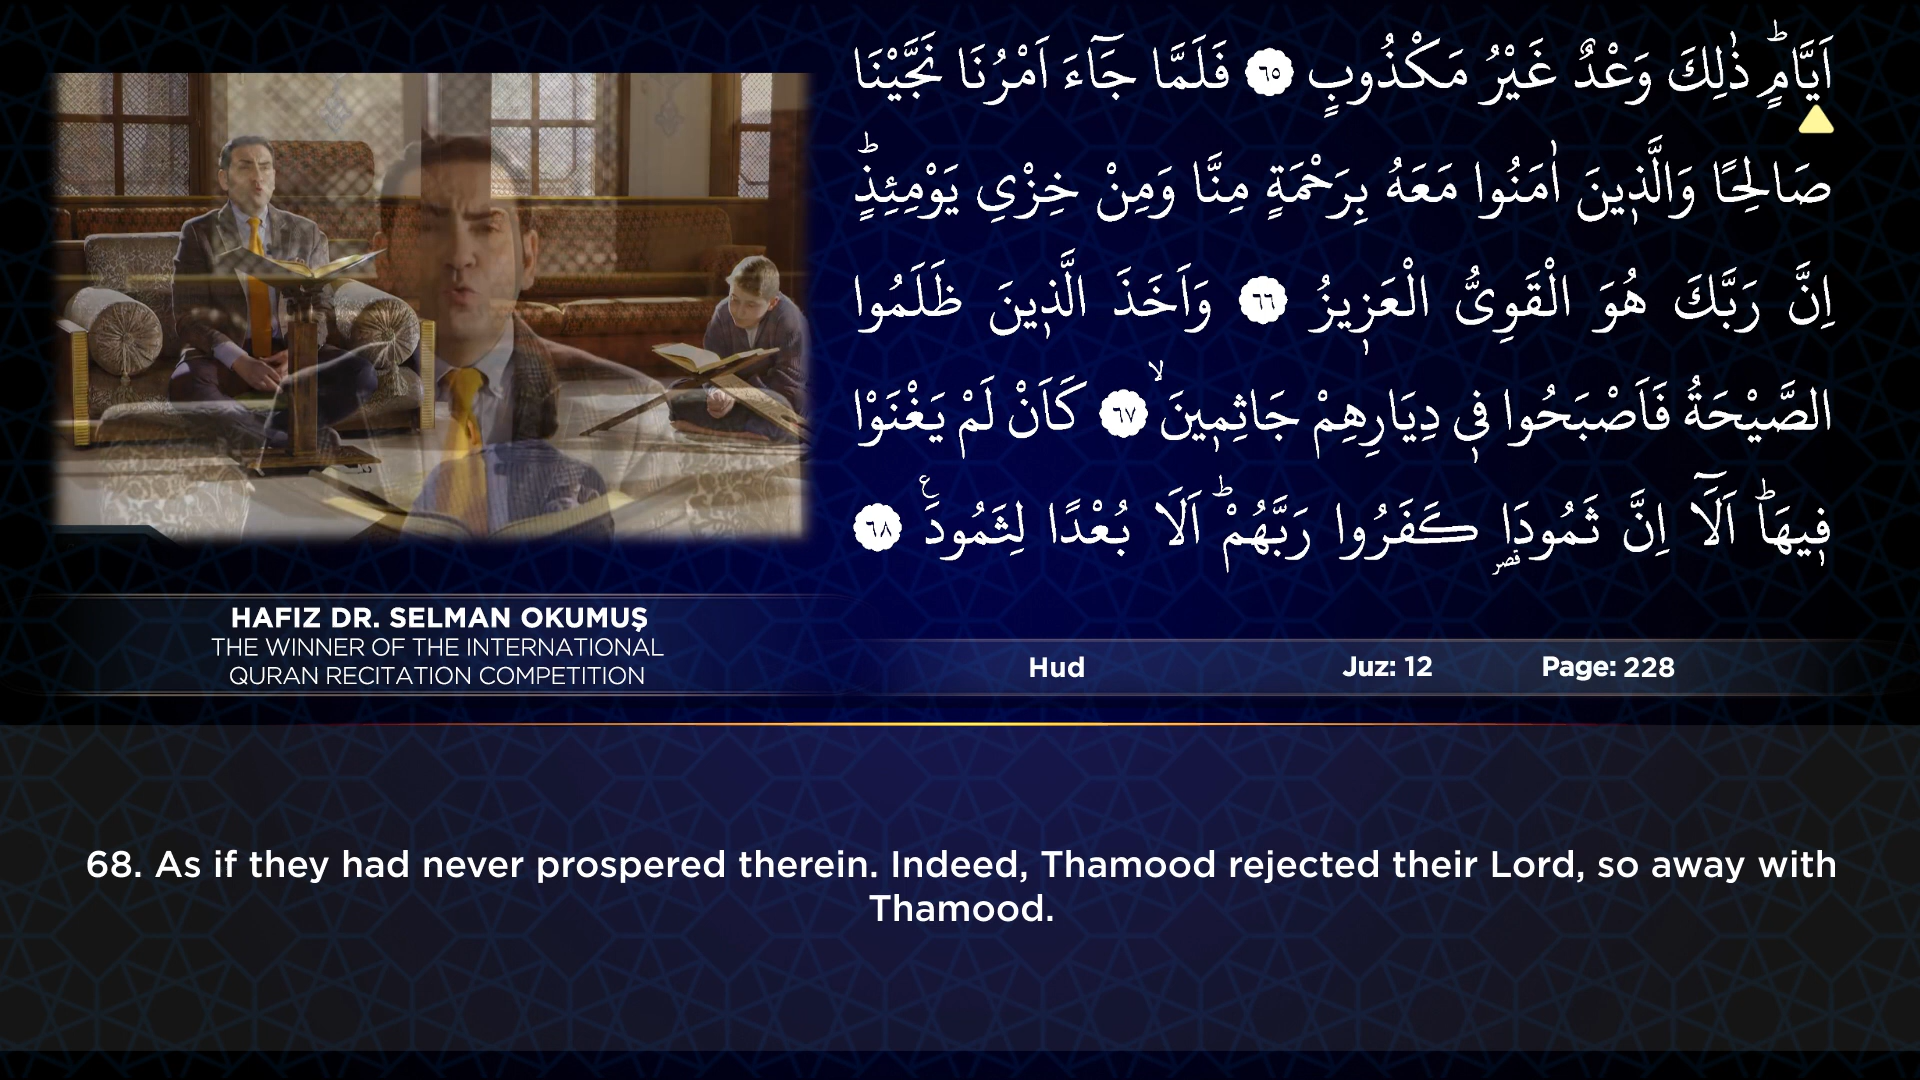 اَيَّامٍۜ ذٰلِكَ وَعْدٌ غَيْرُ مَكْذُوبٍ ﴿٦٥﴾ فَلَمَّا جَٓاءَ اَمْرُنَا نَجَّيْنَا
صَالِحًا وَالَّذ۪ينَ اٰمَنُوا مَعَهُ بِرَحْمَةٍ مِنَّا وَمِنْ خِزْيِ يَوْمِئِذٍۜ
اِنَّ رَبَّكَ هُوَ الْقَوِيُّ الْعَز۪يزُ ﴿٦٦﴾ وَاَخَذَ الَّذ۪ينَ ظَلَمُوا
الصَّيْحَةُ فَاَصْبَحُوا ف۪ي دِيَارِهِمْ جَاثِم۪ينَۙ ﴿٦٧﴾ كَاَنْ لَمْ يَغْنَوْا
ف۪يهَاۜ اَلَٓا اِنَّ ثَمُودَا۬ كَفَرُوا رَبَّهُمْۜ اَلَا بُعْدًا لِثَمُودَ۟ ﴿٦٨﴾
HAFIZ DR. SELMAN OKUMUŞ
THE WINNER OF THE INTERNATIONAL
QURAN RECITATION COMPETITION
Hud Juz: 12 Page: 228
68. As if they had never prospered therein. Indeed, Thamood rejected their Lord, so away with
Thamood.